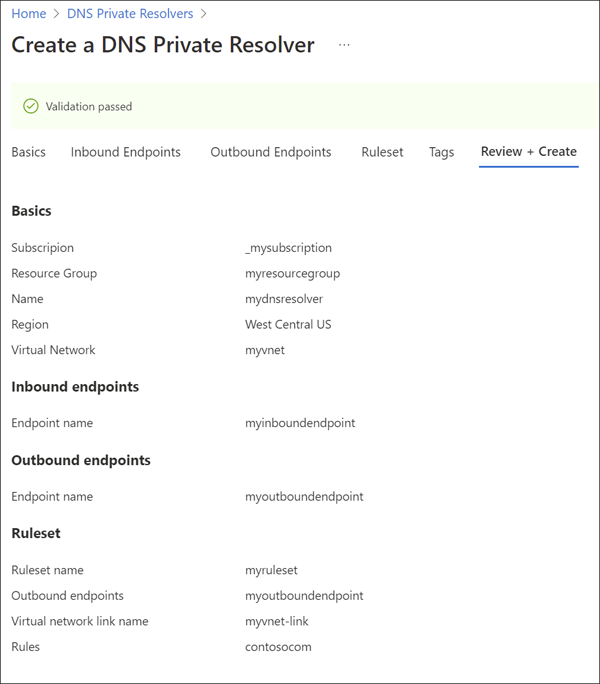 Home > DNS Private Resolvers >
Create a DNS Private Resolver ...
Validation passed
Basics Inbound Endpoints Outbound Endpoints Ruleset Tags Review + Create
Basics
Subscripion _mysubscription
Resource Group myresourcegroup
Name mydnsresolver
Region West Central US
Virtual Network myvnet
Inbound endpoints
Endpoint name myinboundendpoint
Outbound endpoints
Endpoint name myoutboundendpoint
Ruleset
Ruleset name myruleset
Outbound endpoints myoutboundendpoint
Virtual network link name myvnet-link
Rules contosocom